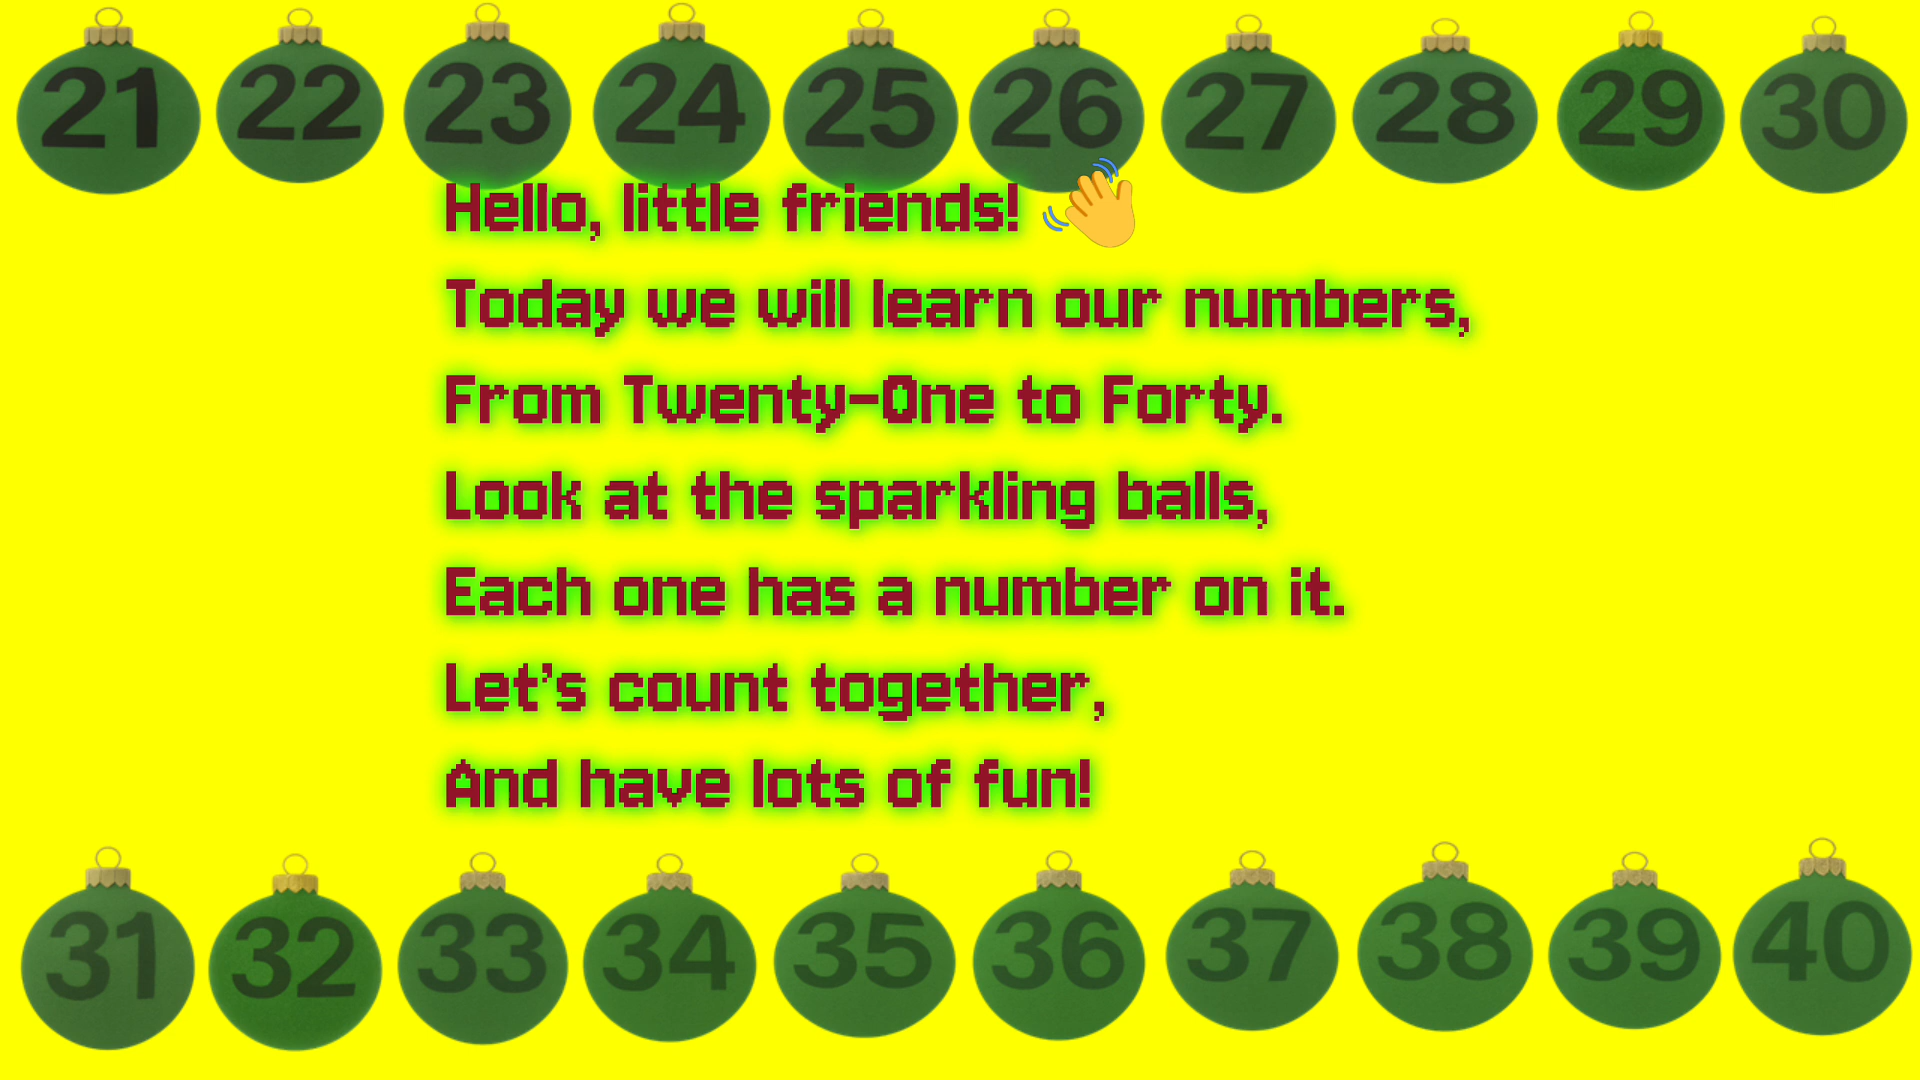 21 22 23 24 25 26 27 28 29 30
Hello, little friends! 👋
Today we will learn our numbers,
From Twenty-One to Forty.
Look at the sparkling balls,
Each one has a number on it.
Let's count together,
And have lots of fun!
31 32 33 34 35 36 37 38 39 40